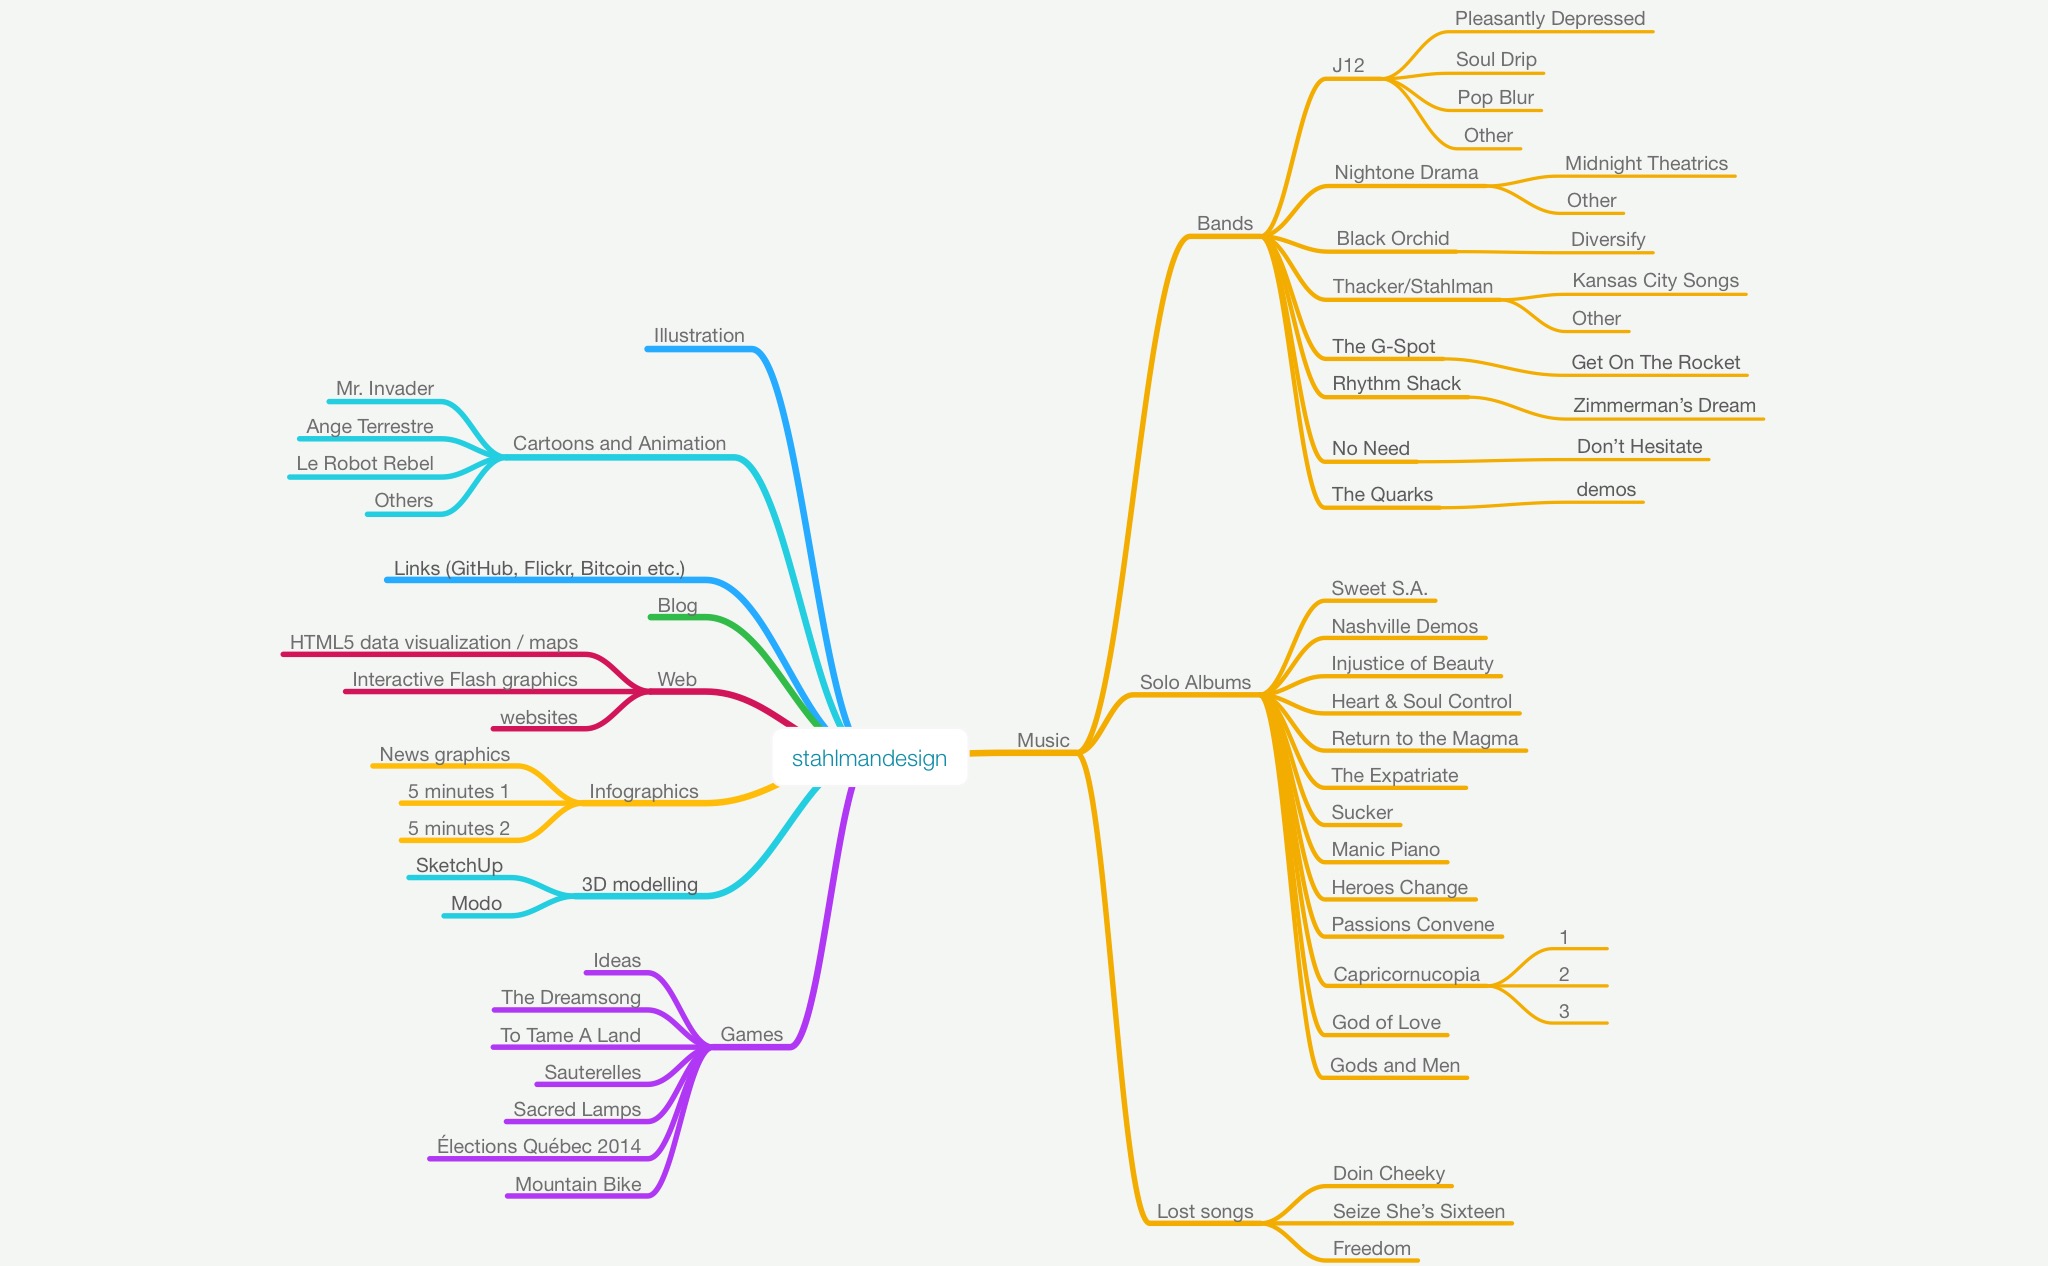 stahlmandesign
Illustration
Cartoons and Animation
Mr. Invader
Ange Terrestre
Le Robot Rebel
Others
Links (GitHub, Flickr, Bitcoin etc.)
Blog
Web
HTML5 data visualization / maps
Interactive Flash graphics
websites
Infographics
News graphics
5 minutes 1
5 minutes 2
3D modelling
SketchUp
Modo
Games
Ideas
The Dreamsong
To Tame A Land
Sauterelles
Sacred Lamps
Élections Québec 2014
Mountain Bike
Music
Bands
J12
Pleasantly Depressed
Soul Drip
Pop Blur
Other
Nightone Drama
Midnight Theatrics
Other
Black Orchid
Diversify
Thacker/Stahlman
Kansas City Songs
Other
The G-Spot
Get On The Rocket
Rhythm Shack
Zimmerman’s Dream
No Need
Don’t Hesitate
The Quarks
demos
Solo Albums
Sweet S.A.
Nashville Demos
Injustice of Beauty
Heart & Soul Control
Return to the Magma
The Expatriate
Sucker
Manic Piano
Heroes Change
Passions Convene
Capricornucopia
1
2
3
God of Love
Gods and Men
Lost songs
Doin Cheeky
Seize She’s Sixteen
Freedom